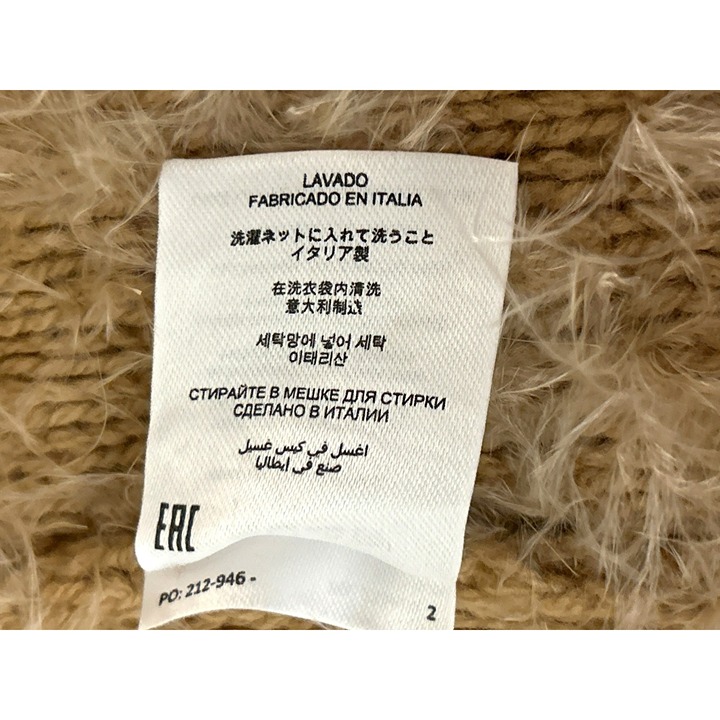 LAVADO
FABRICADO EN ITALIA
洗濯ネットに入れて洗うこと
イタリア製
在洗衣袋内清洗
意大利制造
세탁망에 넣어 세탁
이태리산
СТИРАЙТЕ В МЕШКЕ ДЛЯ СТИРКИ
СДЕЛАНО В ИТАЛИИ
اغسل في كيس غسيل
صنع في ايطاليا
EAC
PO: 212-946 -
2